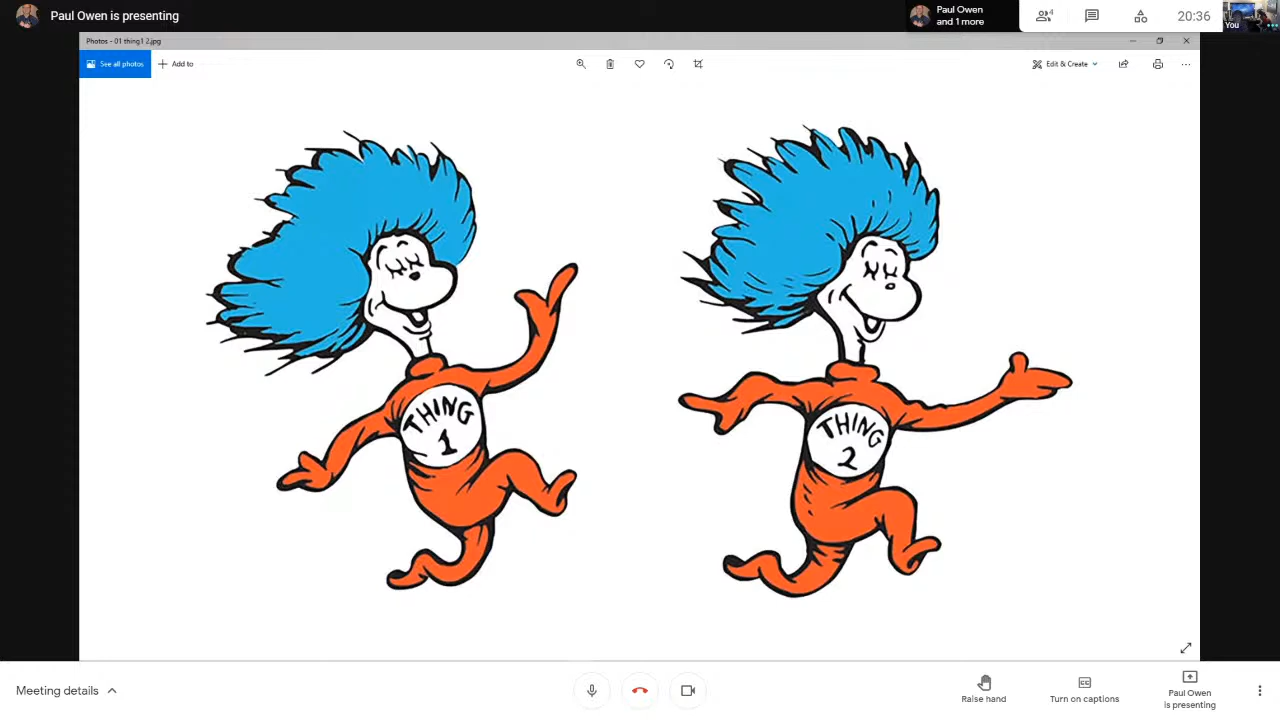 Paul Owen is presenting
Paul Owen
and 1 more
4
20:36
You
Photos - 01 thing1 2.jpg
See all photos
Add to
Edit & Create
THING
1
THING
2
Meeting details
Raise hand
Turn on captions
Paul Owen
is presenting